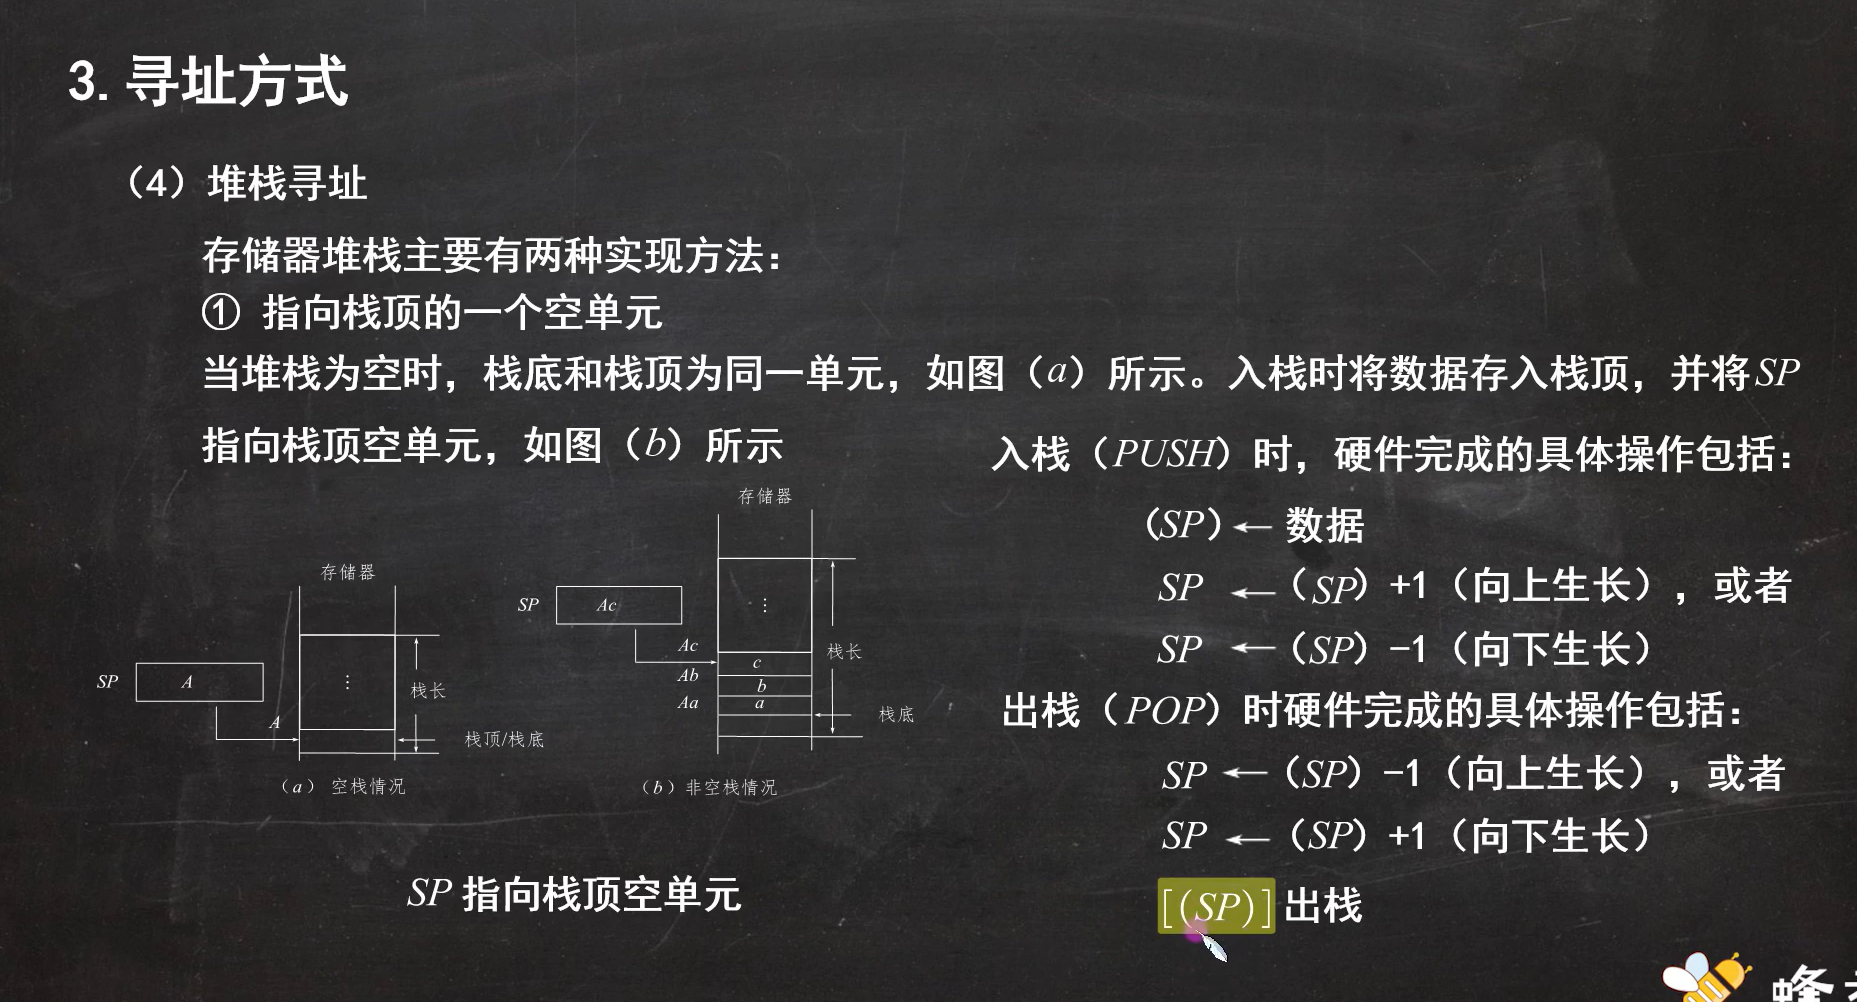 3. 寻址方式
（4）堆栈寻址
存储器堆栈主要有两种实现方法：
① 指向栈顶的一个空单元
当堆栈为空时，栈底和栈顶为同一单元，如图（a）所示。入栈时将数据存入栈顶，并将SP
指向栈顶空单元，如图（b）所示
存储器
SP
A
A
⋮
栈长
栈顶/栈底
（a） 空栈情况
存储器
SP
Ac
Ac
Ab
Aa
⋮
c
b
a
栈长
栈底
（b）非空栈情况
SP 指向栈顶空单元
入栈（PUSH）时，硬件完成的具体操作包括：
（SP）← 数据
SP ←（SP）+1（向上生长），或者
SP ←（SP）-1（向下生长）
出栈（POP）时硬件完成的具体操作包括：
SP ←（SP）-1（向上生长），或者
SP ←（SP）+1（向下生长）
[(SP)] 出栈
蜂